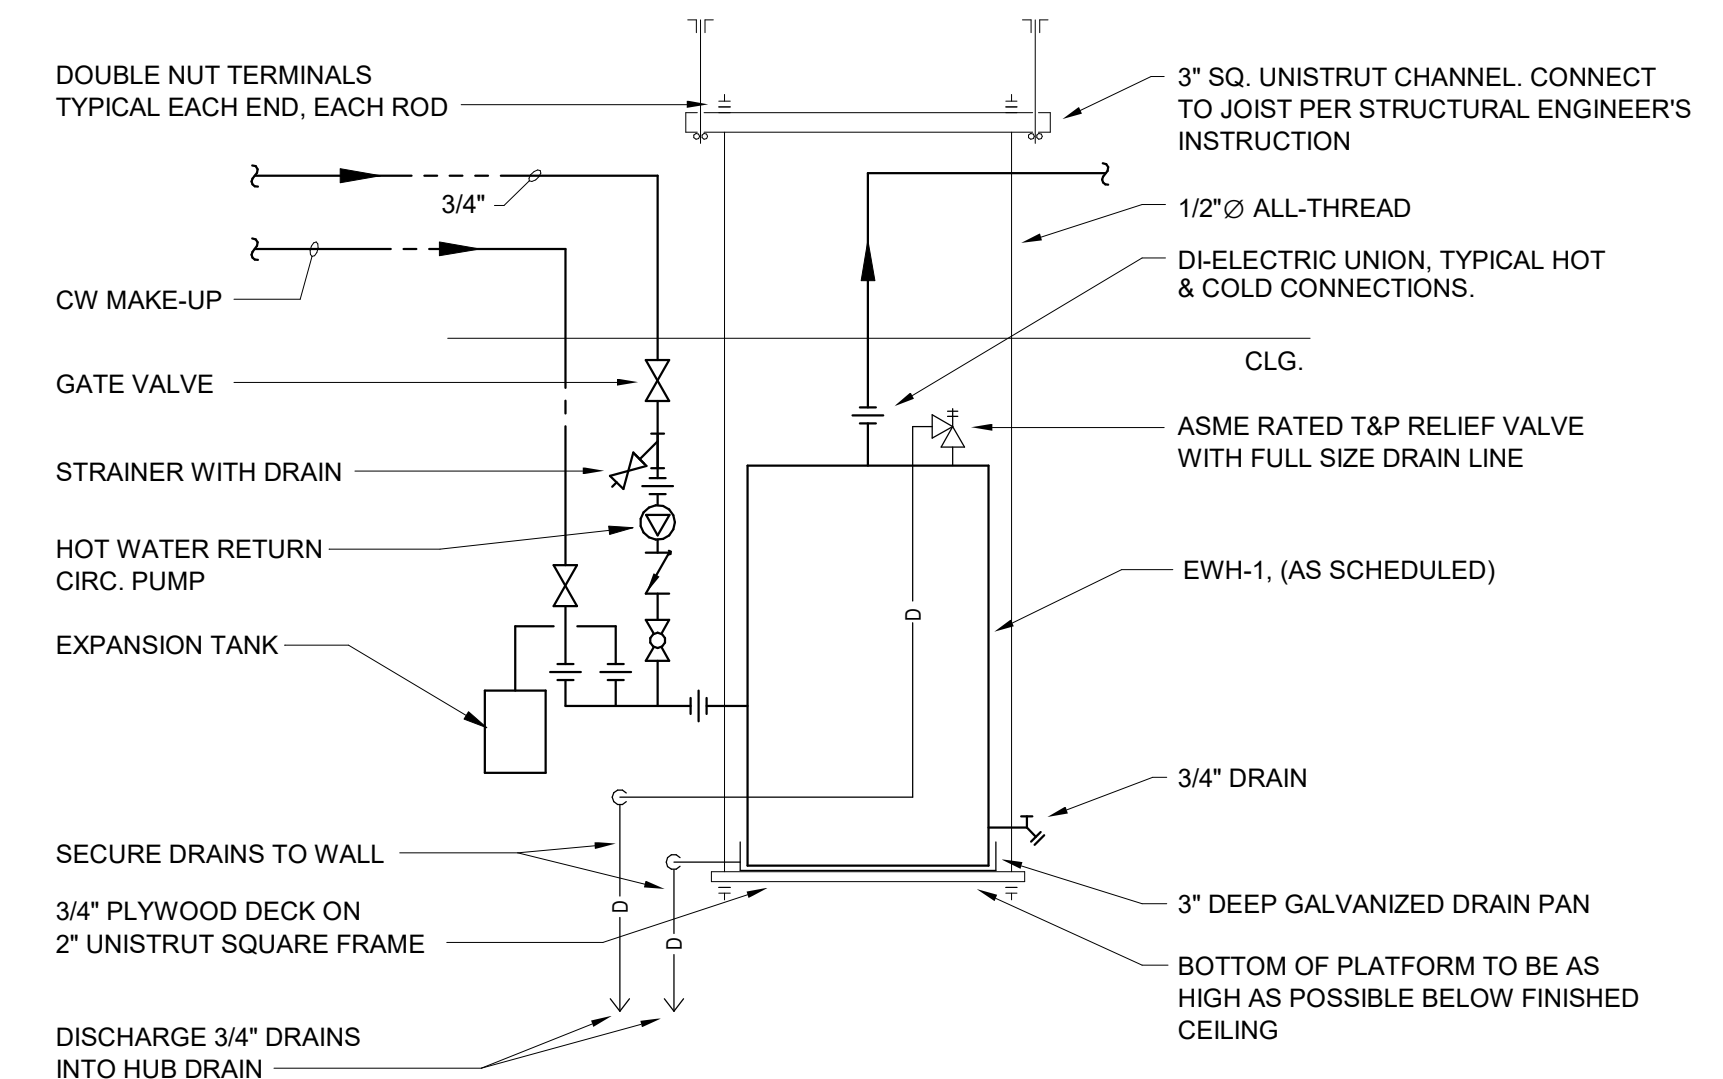 DOUBLE NUT TERMINALS
TYPICAL EACH END, EACH ROD
3/4"
CW MAKE-UP
GATE VALVE
STRAINER WITH DRAIN
HOT WATER RETURN
CIRC. PUMP
EXPANSION TANK
SECURE DRAINS TO WALL
3/4" PLYWOOD DECK ON
2" UNISTRUT SQUARE FRAME
DISCHARGE 3/4" DRAINS
INTO HUB DRAIN
D
D
D
3" SQ. UNISTRUT CHANNEL. CONNECT
TO JOIST PER STRUCTURAL ENGINEER'S
INSTRUCTION
1/2"∅ ALL-THREAD
DI-ELECTRIC UNION, TYPICAL HOT
& COLD CONNECTIONS.
CLG.
ASME RATED T&P RELIEF VALVE
WITH FULL SIZE DRAIN LINE
EWH-1, (AS SCHEDULED)
3/4" DRAIN
3" DEEP GALVANIZED DRAIN PAN
BOTTOM OF PLATFORM TO BE AS
HIGH AS POSSIBLE BELOW FINISHED
CEILING